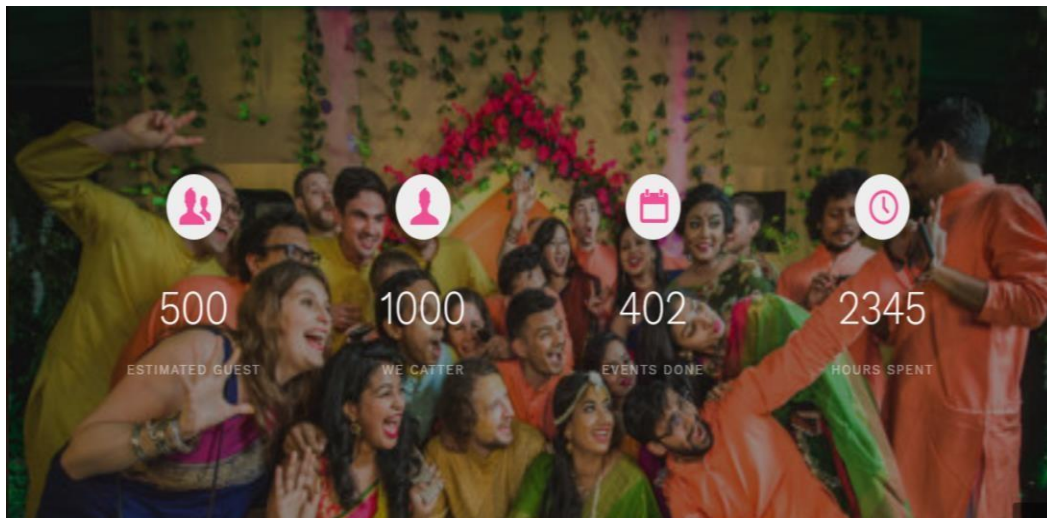 500
1000
402
2345
ESTIMATED GUEST
WE CATTER
EVENTS DONE
HOURS SPENT